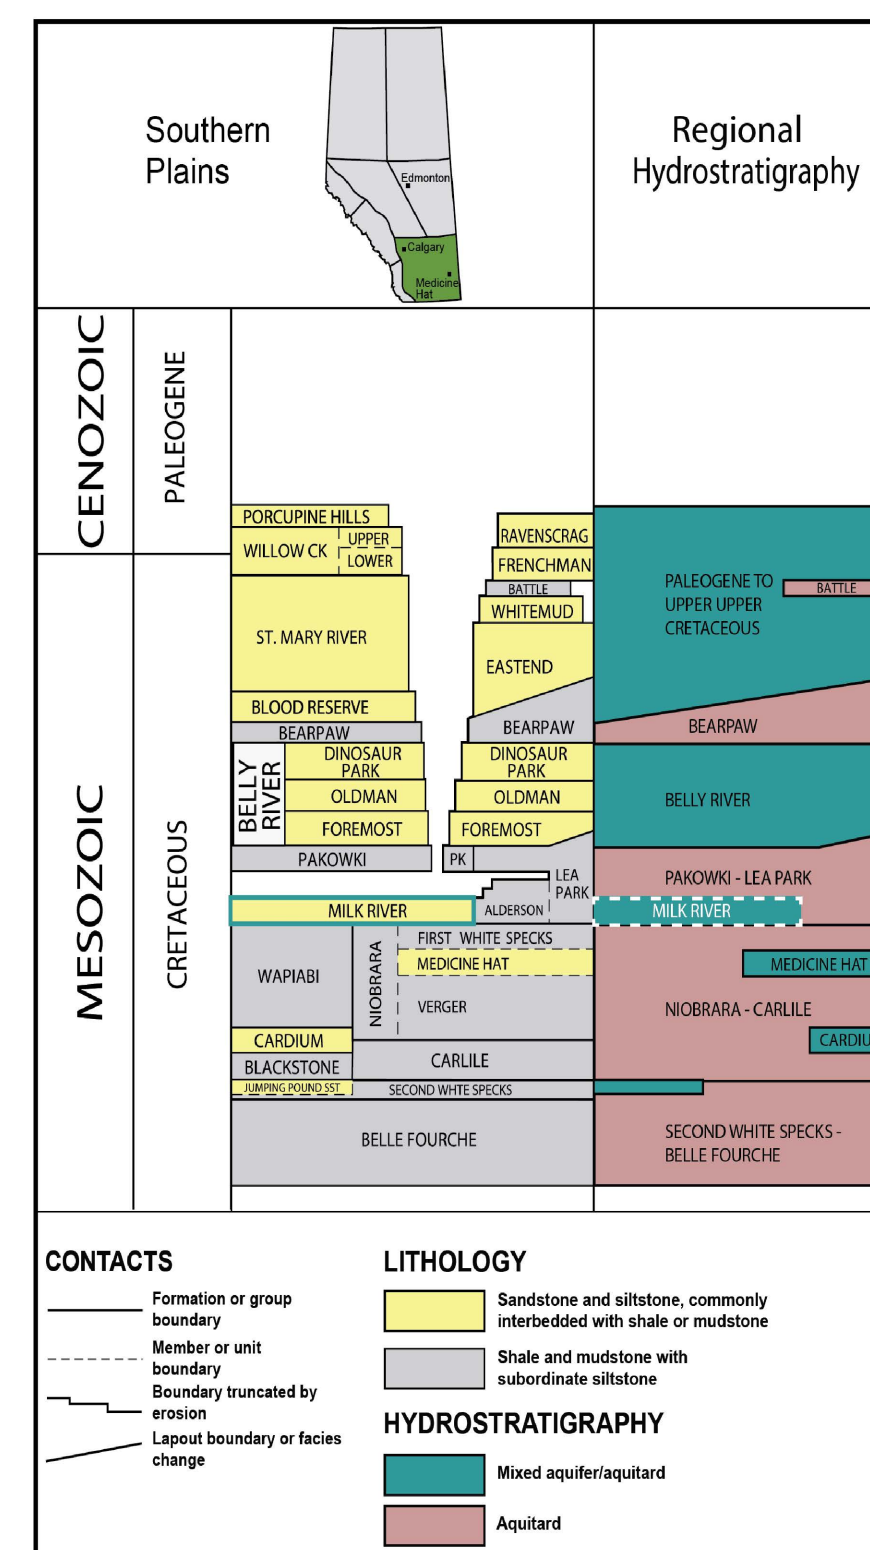 Southern
Plains
Edmonton
Calgary
Medicine
Hat
Regional
Hydrostratigraphy
CENOZOIC
PALEOGENE
MESOZOIC
CRETACEOUS
PORCUPINE HILLS
WILLOW CK
UPPER
LOWER
ST. MARY RIVER
BLOOD RESERVE
BEARPAW
BELLY
RIVER
DINOSAUR
PARK
OLDMAN
FOREMOST
PAKOWKI
MILK RIVER
RAVENSCRAG
FRENCHMAN
BATTLE
WHITEMUD
EASTEND
BEARPAW
DINOSAUR
PARK
OLDMAN
FOREMOST
PK
LEA
PARK
ALDERSON
WAPIABI
NIOBRARA
FIRST WHITE SPECKS
MEDICINE HAT
VERGER
CARDIUM
BLACKSTONE
CARLILE
JUMPING POUND SST
SECOND WHTE SPECKS
BELLE FOURCHE
PALEOGENE TO
UPPER UPPER
CRETACEOUS
BATTLE
BEARPAW
BELLY RIVER
PAKOWKI - LEA PARK
MILK RIVER
MEDICINE HAT
NIOBRARA - CARLILE
CARDIU
SECOND WHITE SPECKS -
BELLE FOURCHE
CONTACTS
Formation or group
boundary
Member or unit
boundary
Boundary truncated by
erosion
Lapout boundary or facies
change
LITHOLOGY
Sandstone and siltstone, commonly
interbedded with shale or mudstone
Shale and mudstone with
subordinate siltstone
HYDROSTRATIGRAPHY
Mixed aquifer/aquitard
Aquitard